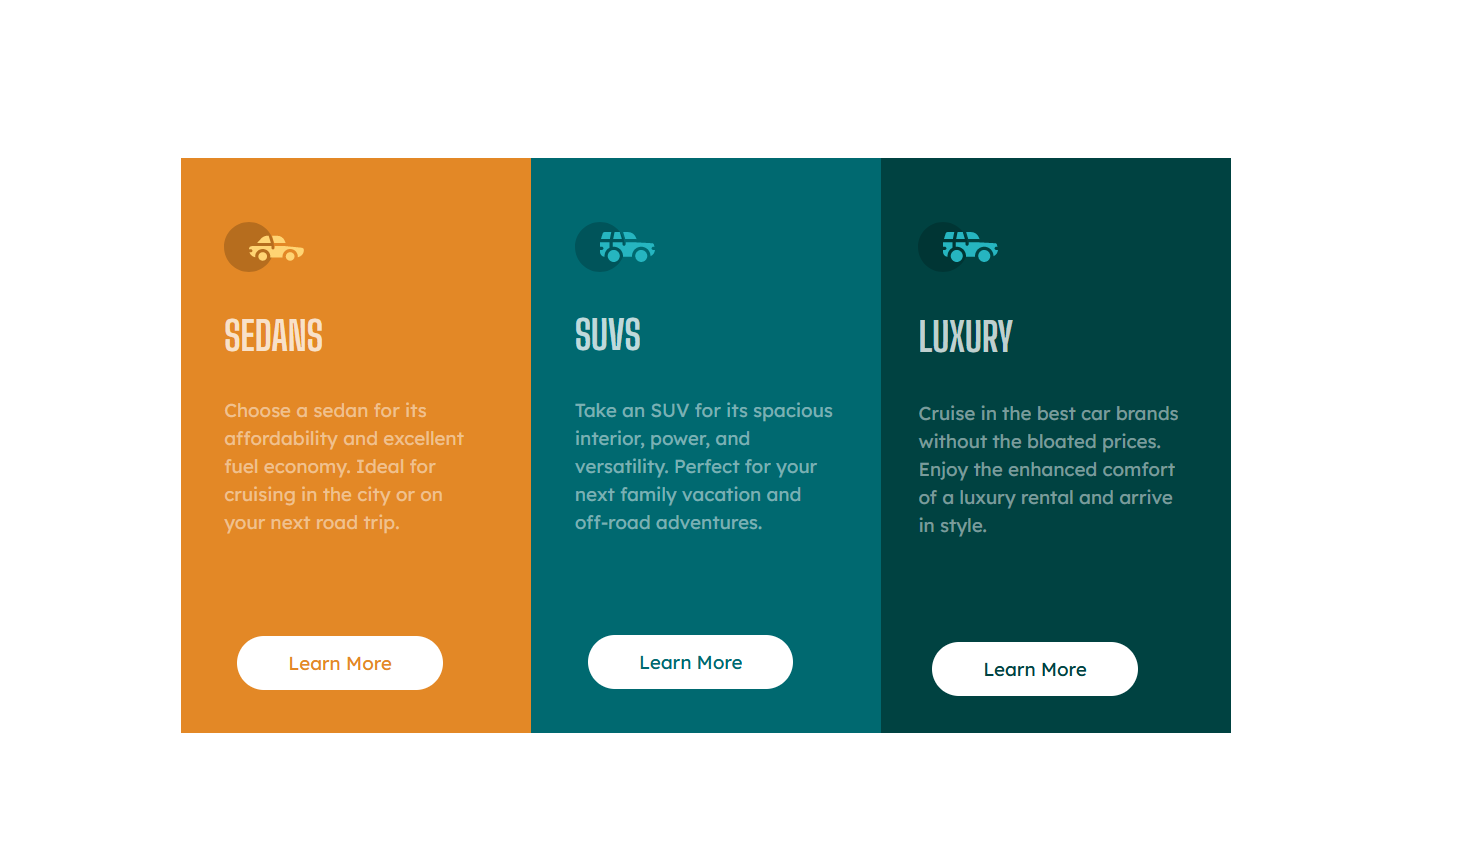 SEDANS
Choose a sedan for its
affordability and excellent
fuel economy. Ideal for
cruising in the city or on
your next road trip.
Learn More
SUVS
Take an SUV for its spacious
interior, power, and
versatility. Perfect for your
next family vacation and
off-road adventures.
Learn More
LUXURY
Cruise in the best car brands
without the bloated prices.
Enjoy the enhanced comfort
of a luxury rental and arrive
in style.
Learn More